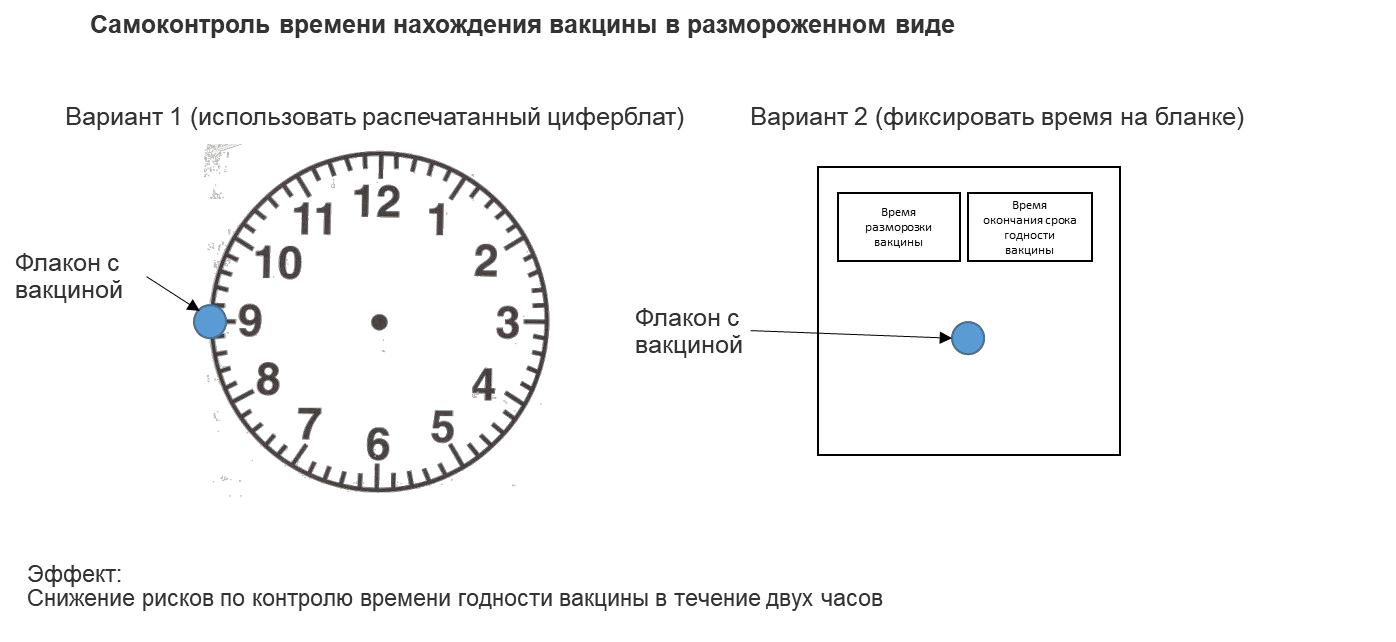 Самоконтроль времени нахождения вакцины в размороженном виде
Вариант 1 (использовать распечатанный циферблат)
Вариант 2 (фиксировать время на бланке)
Флакон с
вакциной
12
1
2
3
4
5
6
7
8
9
10
11
Время
разморозки
вакцины
Время
окончания срока
годности
вакцины
Флакон с
вакциной
Эффект:
Снижение рисков по контролю времени годности вакцины в течение двух часов